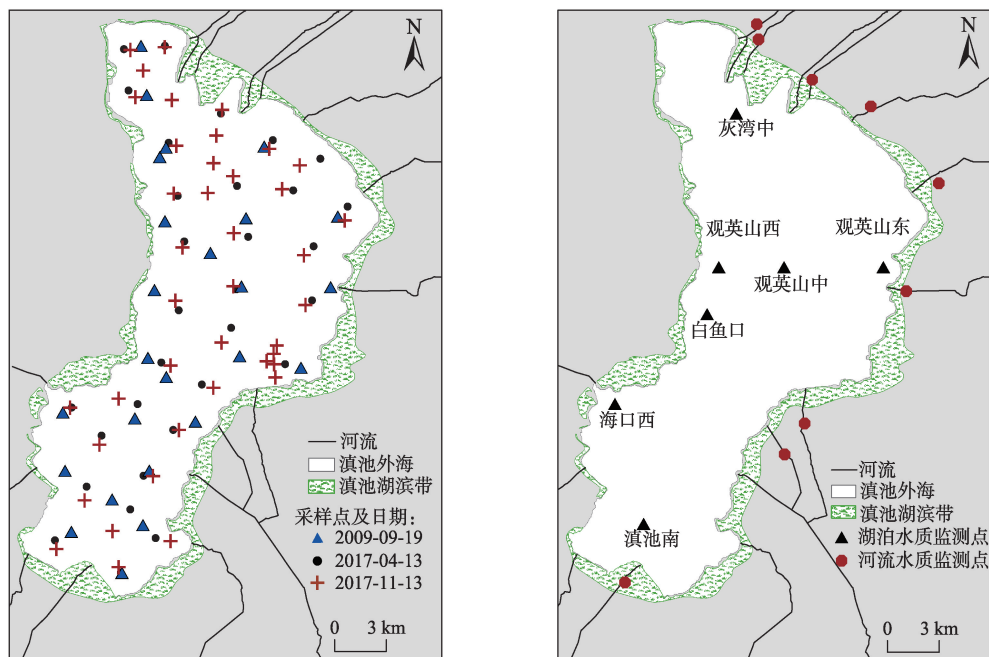 N
河流
滇池外海
滇池湖滨带
采样点及日期：
2009-09-19
2017-04-13
2017-11-13
0 3 km
N
灰湾中
观英山西
观英山东
观英山中
白鱼口
海口西
滇池南
河流
滇池外海
滇池湖滨带
湖泊水质监测点
河流水质监测点
0 3 km